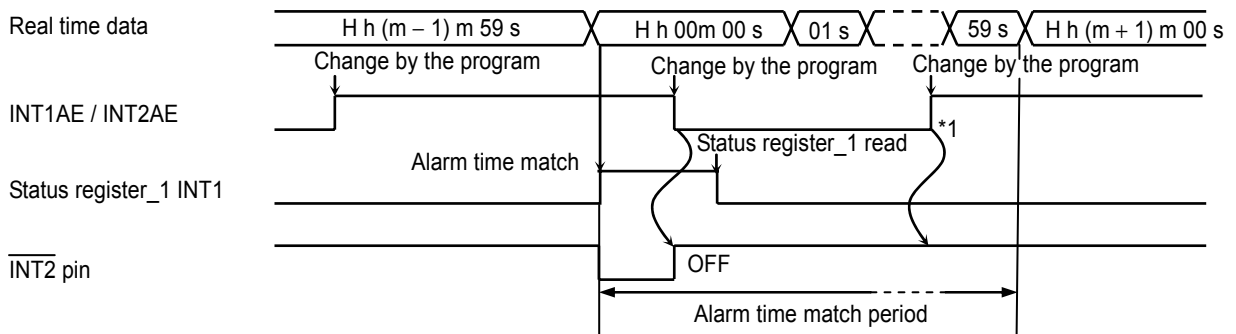 Real time data
H h (m − 1) m 59 s
H h 00m 00 s
01 s
59 s
H h (m + 1) m 00 s
Change by the program
Change by the program
Change by the program
INT1AE / INT2AE
*1
Status register_1 read
Alarm time match
Status register_1 INT1
INT2 pin
OFF
Alarm time match period